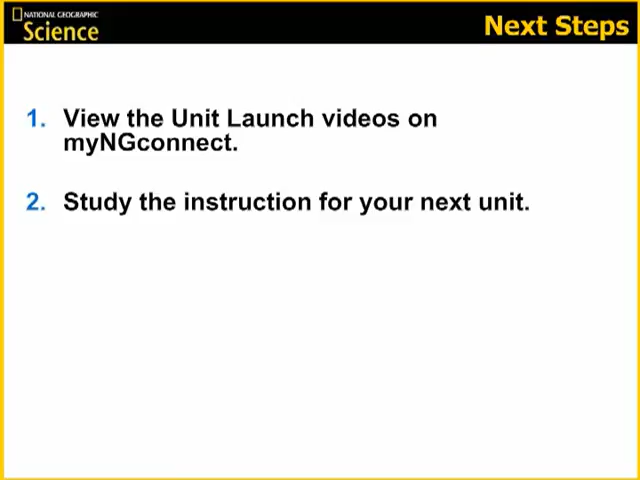 NATIONAL GEOGRAPHIC
Science
Next Steps
1. View the Unit Launch videos on
myNGconnect.
2. Study the instruction for your next unit.